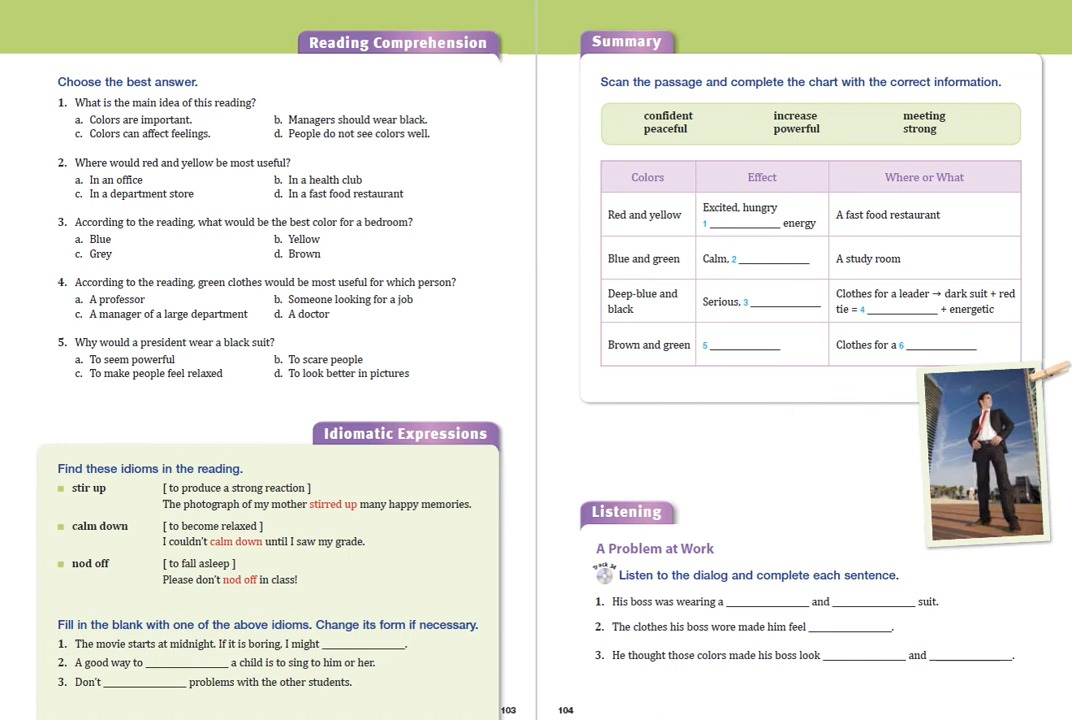 Reading Comprehension
Choose the best answer.
1. What is the main idea of this reading?
a. Colors are important. b. Managers should wear black.
c. Colors can affect feelings. d. People do not see colors well.
2. Where would red and yellow be most useful?
a. In an office b. In a health club
c. In a department store d. In a fast food restaurant
3. According to the reading, what would be the best color for a bedroom?
a. Blue b. Yellow
c. Grey d. Brown
4. According to the reading, green clothes would be most useful for which person?
a. A professor b. Someone looking for a job
c. A manager of a large department d. A doctor
5. Why would a president wear a black suit?
a. To seem powerful b. To scare people
c. To make people feel relaxed d. To look better in pictures
Idiomatic Expressions
Find these idioms in the reading.
stir up [ to produce a strong reaction ]
The photograph of my mother stirred up many happy memories.
calm down [ to become relaxed ]
I couldn't calm down until I saw my grade.
nod off [ to fall asleep ]
Please don't nod off in class!
Fill in the blank with one of the above idioms. Change its form if necessary.
1. The movie starts at midnight. If it is boring, I might _______________.
2. A good way to _______________ a child is to sing to him or her.
3. Don't _______________ problems with the other students.
103
Summary
Scan the passage and complete the chart with the correct information.
confident increase meeting
peaceful powerful strong
Colors Effect Where or What
Red and yellow Excited, hungry
1 _____________ energy A fast food restaurant
Blue and green Calm, 2 _____________ A study room
Deep-blue and
black Serious, 3 _____________ Clothes for a leader → dark suit + red
tie = 4 _____________ + energetic
Brown and green 5 _____________ Clothes for a 6 _____________
Listening
A Problem at Work
Track 34
Listen to the dialog and complete each sentence.
1. His boss was wearing a _______________ and _______________ suit.
2. The clothes his boss wore made him feel _______________.
3. He thought those colors made his boss look _______________ and _______________.
104